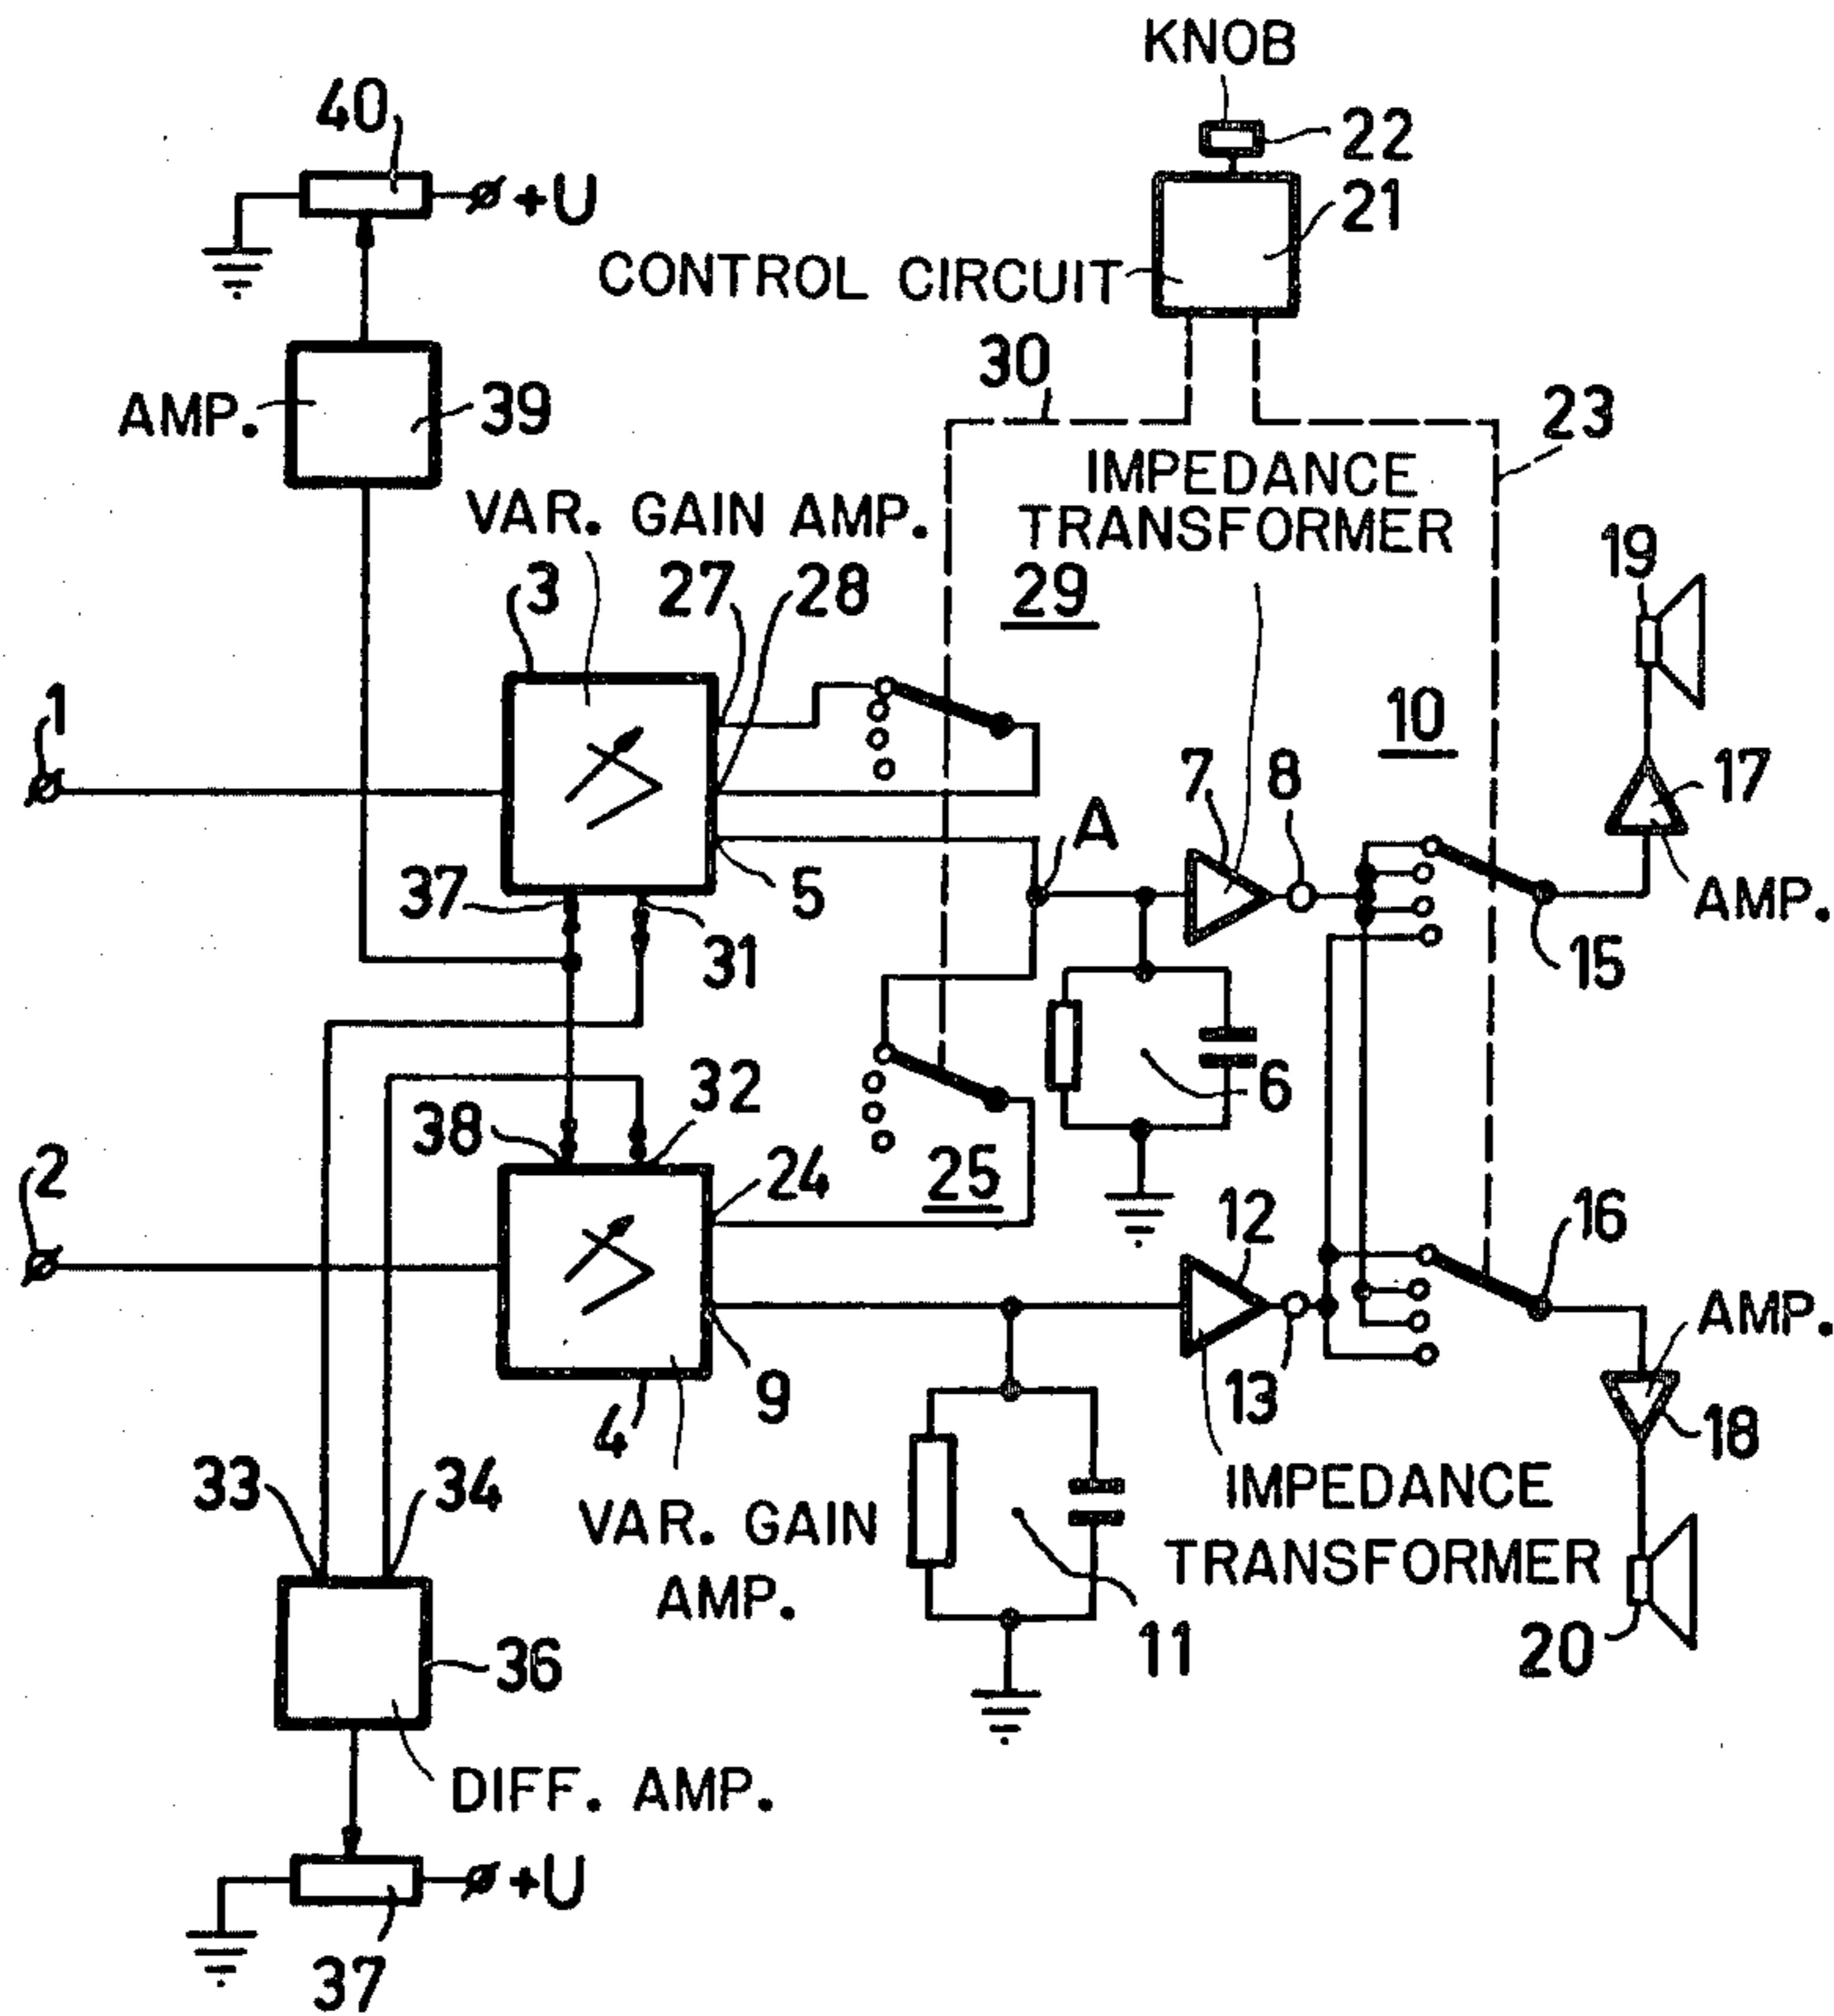 KNOB
40
22
21
+U
CONTROL CIRCUIT
30
AMP.
39
23
IMPEDANCE
TRANSFORMER
VAR. GAIN AMP.
3
27
28
29
19
1
10
7
8
17
A
5
37
31
AMP.
15
6
38
32
2
24
25
12
16
AMP.
9
13
4
18
33
34
IMPEDANCE
TRANSFORMER
VAR. GAIN
AMP.
11
20
36
DIFF. AMP.
+U
37